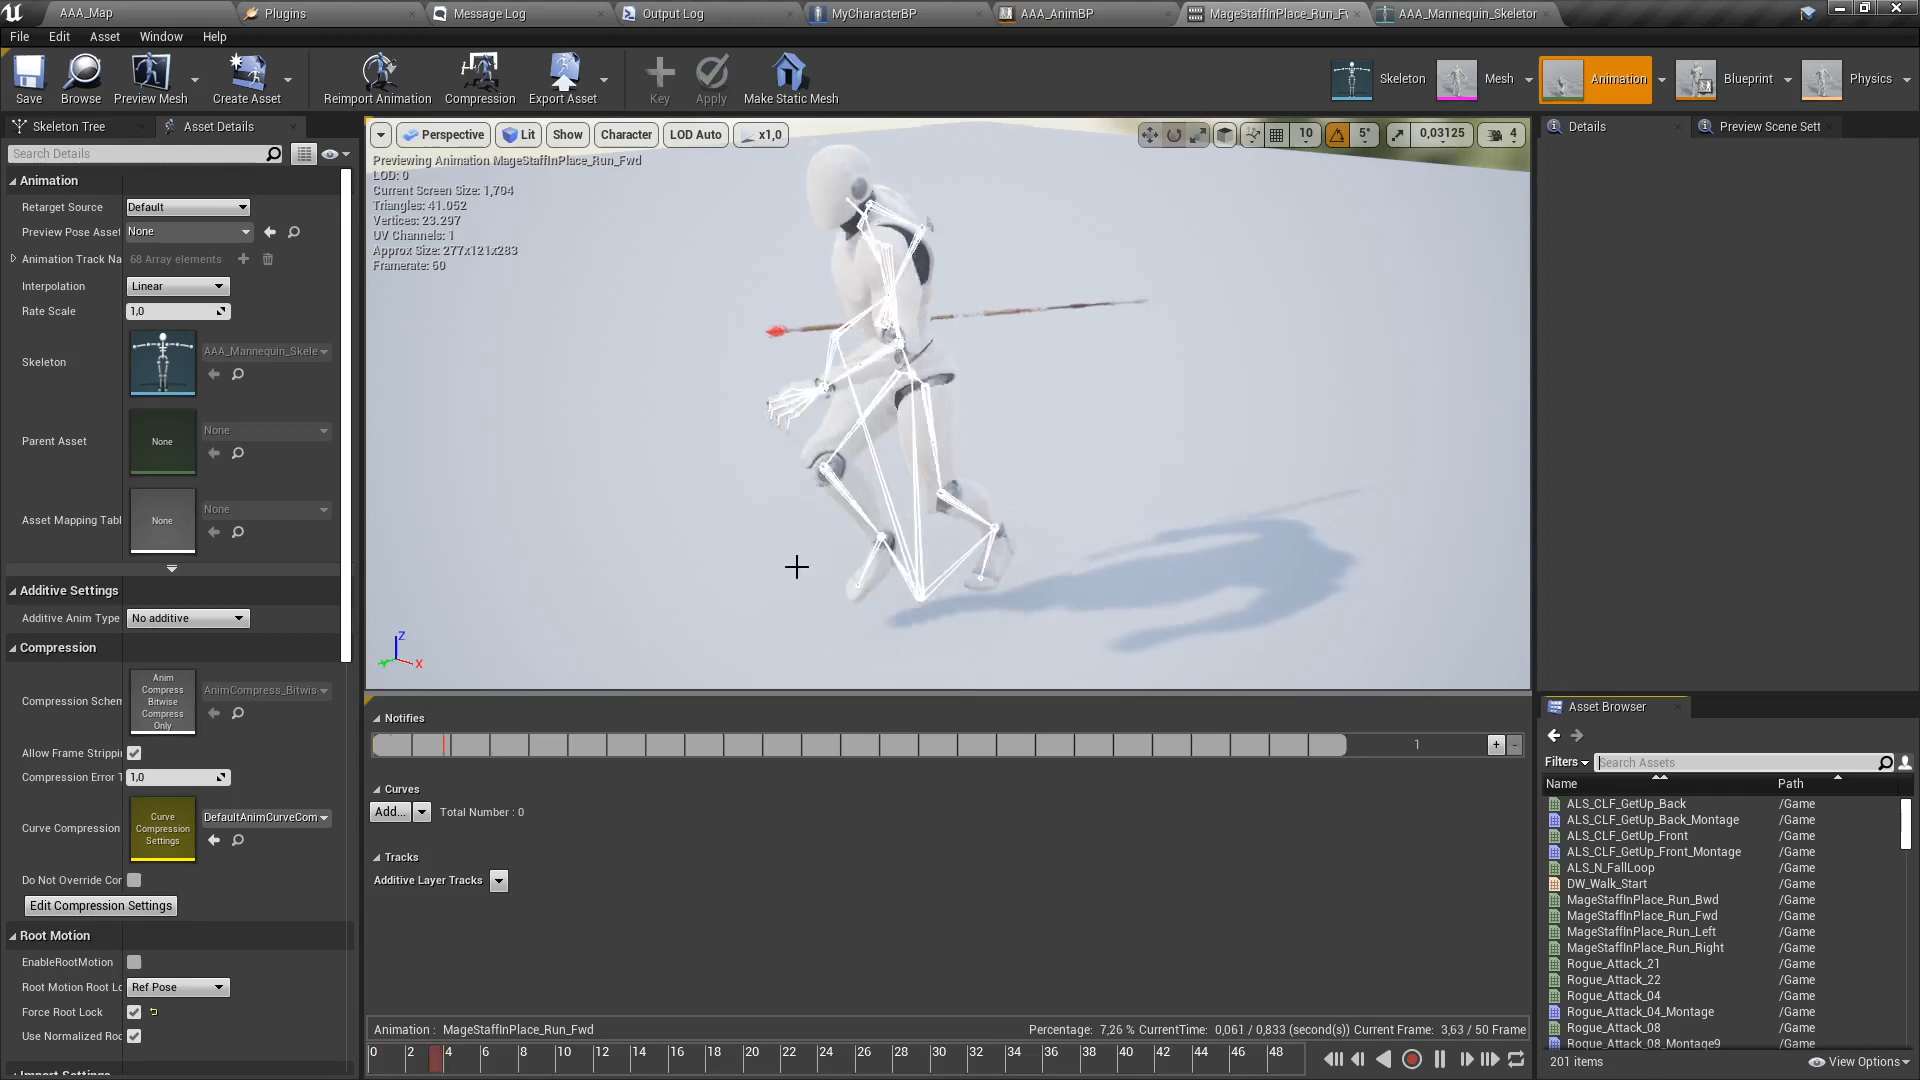 AAA_Map
Plugins
Message Log
Output Log
MyCharacterBP
AAA_AnimBP
MageStaffInPlace_Run_Fv
AAA_Mannequin_Skeletor
File Edit Asset Window Help
Save
Browse
Preview Mesh
Create Asset
Reimport Animation
Compression
Export Asset
Key
Apply
Make Static Mesh
Skeleton
Mesh
Animation
Blueprint
Physics
Skeleton Tree
Asset Details
Search Details
Animation
Retarget Source Default
Preview Pose Asset None
Animation Track Na 68 Array elements
Interpolation Linear
Rate Scale 1,0
Skeleton AAA_Mannequin_Skele
Parent Asset None None
Asset Mapping Tabl None None
Additive Settings
Additive Anim Type No additive
Compression
Compression Schem
Anim
Compress
Bitwise
Compress
Only
AnimCompress_Bitwis
Allow Frame Strippi
Compression Error T 1,0
Curve Compression
Curve
Compression
Settings
DefaultAnimCurveCom
Do Not Override Cor
Edit Compression Settings
Root Motion
EnableRootMotion
Root Motion Root Lo Ref Pose
Force Root Lock
Use Normalized Roo
Import Settings
Perspective Lit Show Character LOD Auto x1,0
10 5° 0,03125 4
Previewing Animation MageStaffInPlace_Run_Fwd
LOD: 0
Current Screen Size: 1,704
Triangles: 41.052
Vertices: 23.297
UV Channels: 1
Approx Size: 277x121x283
Framerate: 60
Z
Y
X
Notifies
1 + -
Curves
Add... Total Number : 0
Tracks
Additive Layer Tracks
Animation : MageStaffInPlace_Run_Fwd
Percentage: 7,26 % CurrentTime: 0,061 / 0,833 (second(s)) Current Frame: 3,63 / 50 Frame
0 2 4 6 8 10 12 14 16 18 20 22 24 26 28 30 32 34 36 38 40 42 44 46 48
Details
Preview Scene Sett
Asset Browser
Filters Search Assets
Name Path
ALS_CLF_GetUp_Back /Game
ALS_CLF_GetUp_Back_Montage /Game
ALS_CLF_GetUp_Front /Game
ALS_CLF_GetUp_Front_Montage /Game
ALS_N_FallLoop /Game
DW_Walk_Start /Game
MageStaffInPlace_Run_Bwd /Game
MageStaffInPlace_Run_Fwd /Game
MageStaffInPlace_Run_Left /Game
MageStaffInPlace_Run_Right /Game
Rogue_Attack_21 /Game
Rogue_Attack_22 /Game
Rogue_Attack_04 /Game
Rogue_Attack_04_Montage /Game
Rogue_Attack_08 /Game
Rogue_Attack_08_Montage9 /Game
201 items View Options